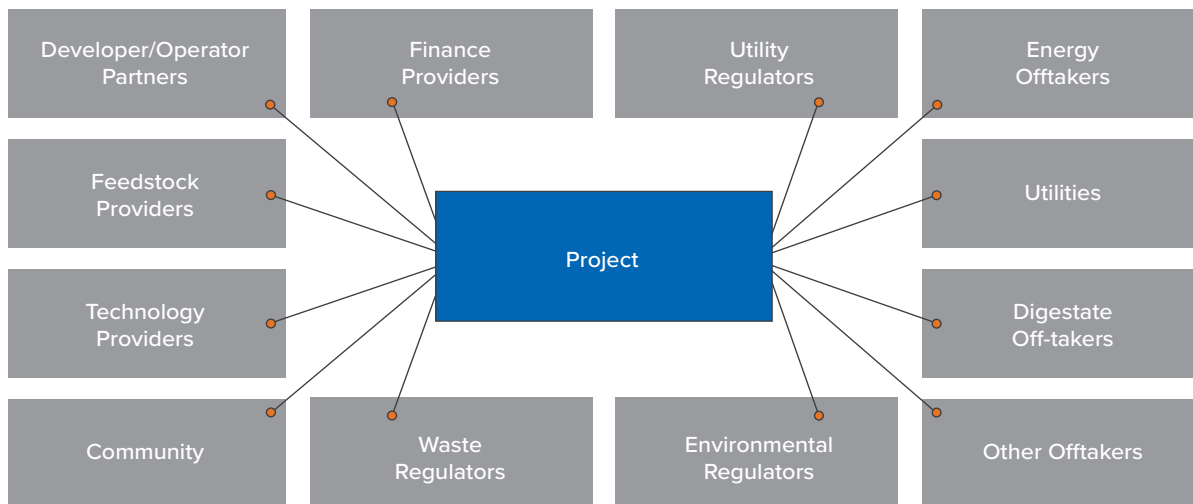 Developer/Operator
Partners
Finance
Providers
Utility
Regulators
Energy
Offtakers
Feedstock
Providers
Utilities
Project
Technology
Providers
Digestate
Off-takers
Community
Waste
Regulators
Environmental
Regulators
Other Offtakers